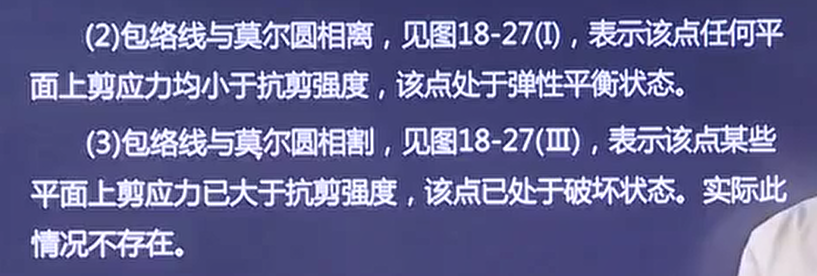 (2)包络线与莫尔圆相离，见图18-27(Ⅰ)，表示该点任何平
面上剪应力均小于抗剪强度，该点处于弹性平衡状态。
(3)包络线与莫尔圆相割，见图18-27(Ⅲ)，表示该点某些
平面上剪应力已大于抗剪强度，该点已处于破坏状态。实际此
情况不存在。